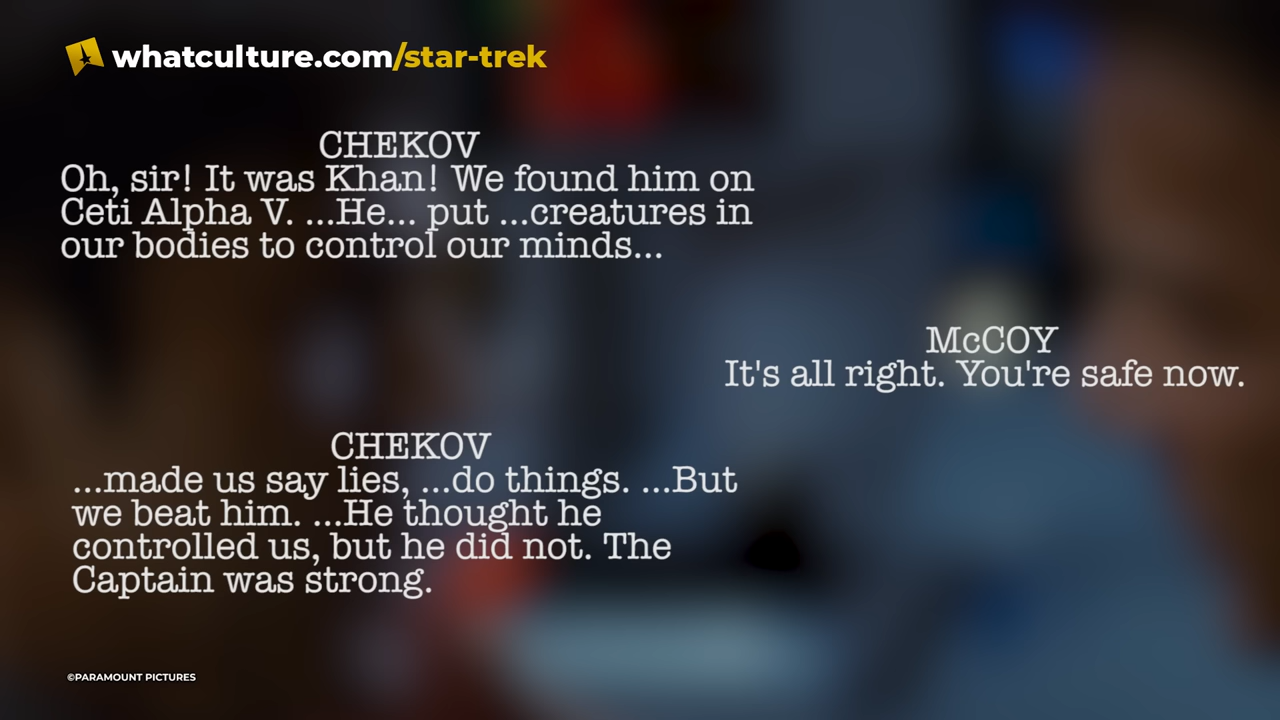 whatculture.com/star-trek
CHEKOV
Oh, sir! It was Khan! We found him on
Ceti Alpha V. ...He... put ...creatures in
our bodies to control our minds...
McCOY
It's all right. You're safe now.
CHEKOV
...made us say lies, ...do things. ...But
we beat him. ...He thought he
controlled us, but he did not. The
Captain was strong.
©PARAMOUNT PICTURES